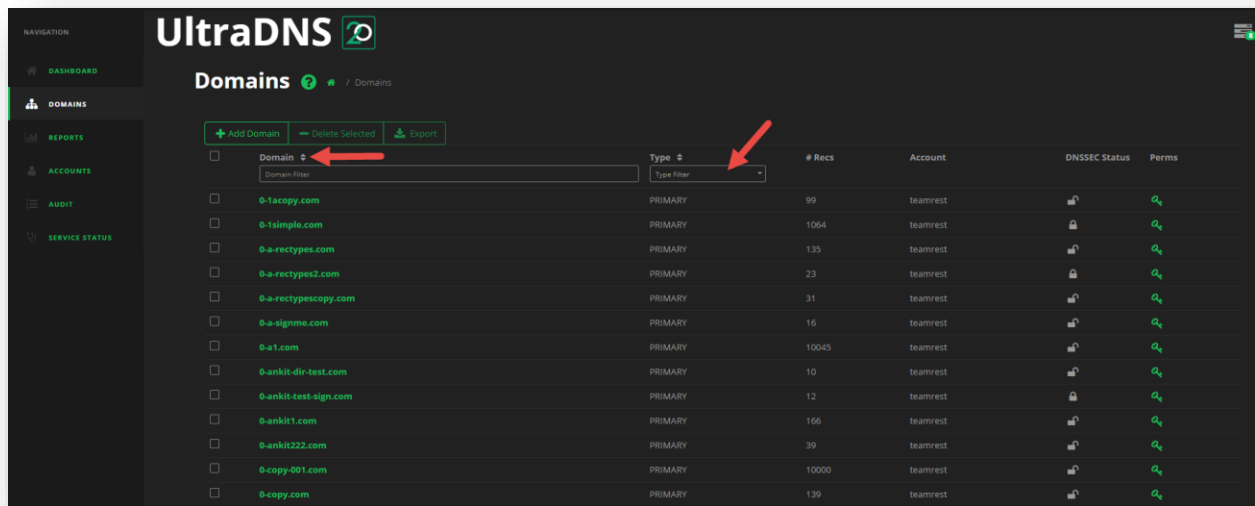 NAVIGATION
UltraDNS 20
8
DASHBOARD
Domains ? / Domains
DOMAINS
+ Add Domain − Delete Selected Export
REPORTS
Domain Type # Recs Account DNSSEC Status Perms
Domain Filter Type Filter
ACCOUNTS
0-1acopy.com PRIMARY 99 teamrest
AUDIT
0-1simple.com PRIMARY 1064 teamrest
SERVICE STATUS
0-a-rectypes.com PRIMARY 135 teamrest
0-a-rectypes2.com PRIMARY 23 teamrest
0-a-rectypescopy.com PRIMARY 31 teamrest
0-a-signme.com PRIMARY 16 teamrest
0-a1.com PRIMARY 10045 teamrest
0-ankit-dir-test.com PRIMARY 10 teamrest
0-ankit-test-sign.com PRIMARY 12 teamrest
0-ankit1.com PRIMARY 166 teamrest
0-ankit222.com PRIMARY 39 teamrest
0-copy-001.com PRIMARY 10000 teamrest
0-copy.com PRIMARY 139 teamrest